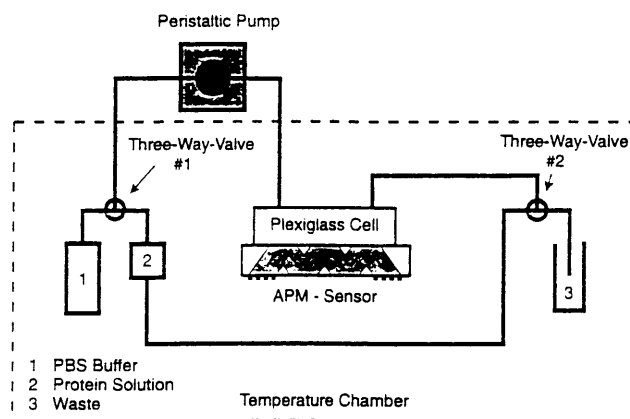 Peristaltic Pump
Three-Way-Valve
#1
Three-Way-Valve
#2
Plexiglass Cell
1
2
3
APM - Sensor
1 PBS Buffer
2 Protein Solution
3 Waste
Temperature Chamber